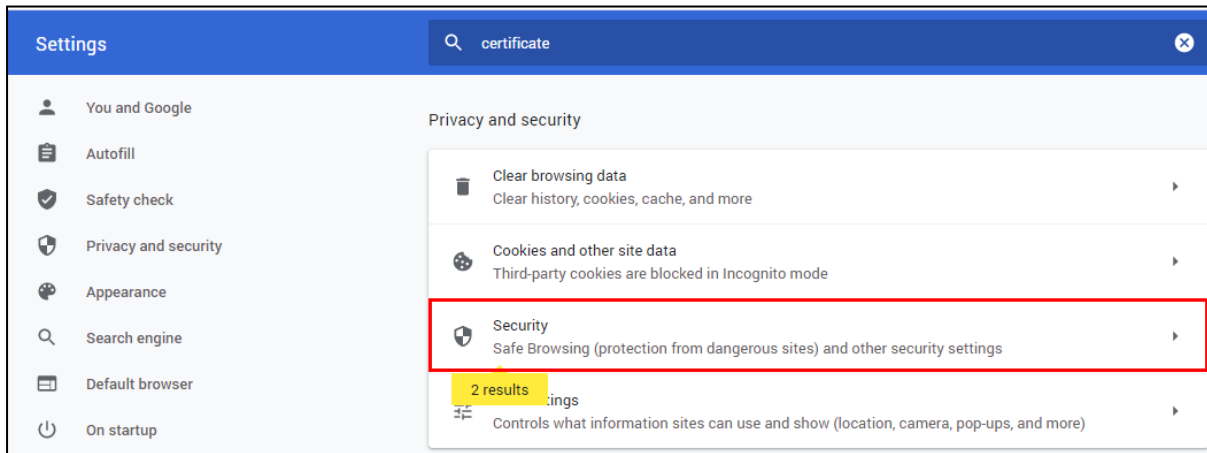 Settings
certificate
You and Google
Autofill
Safety check
Privacy and security
Appearance
Search engine
Default browser
On startup
Privacy and security
Clear browsing data
Clear history, cookies, cache, and more
Cookies and other site data
Third-party cookies are blocked in Incognito mode
Security
Safe Browsing (protection from dangerous sites) and other security settings
2 results
tings
Controls what information sites can use and show (location, camera, pop-ups, and more)